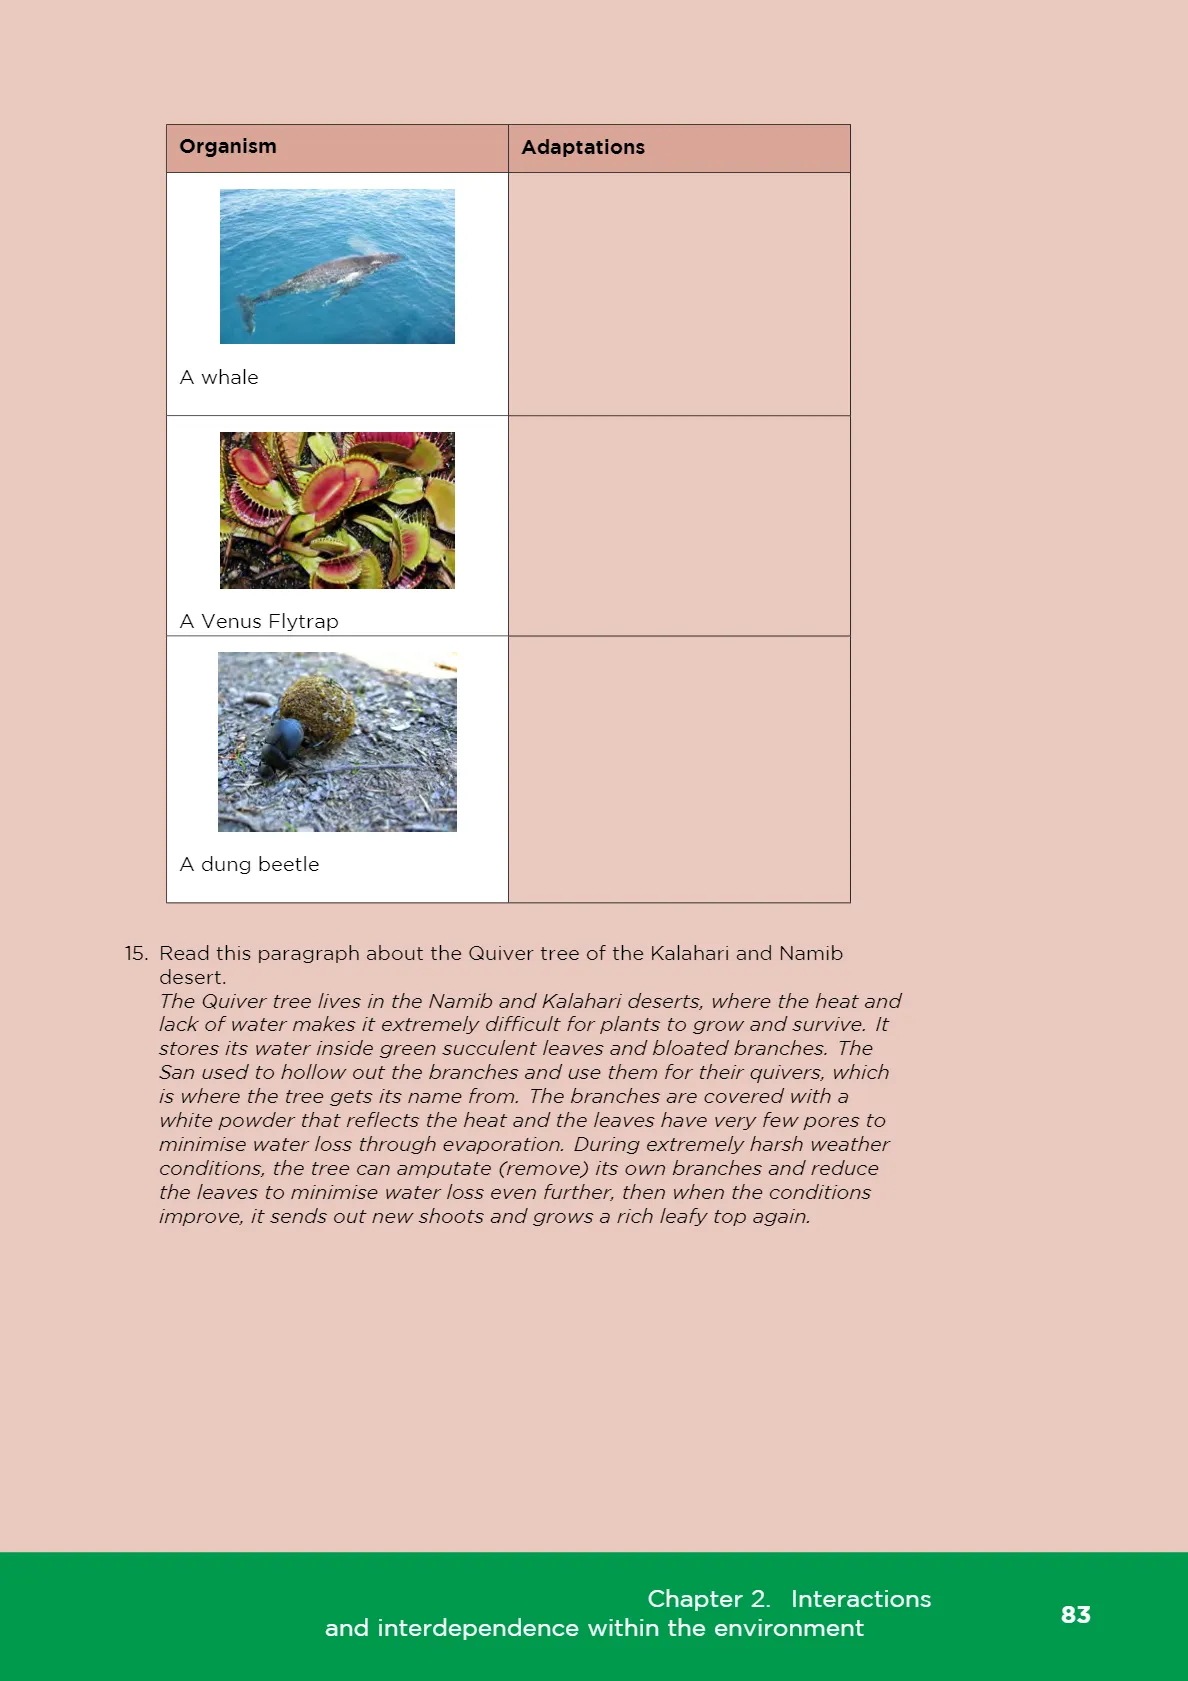 Organism
Adaptations
A whale
A Venus Flytrap
A dung beetle
15. Read this paragraph about the Quiver tree of the Kalahari and Namib
desert.
The Quiver tree lives in the Namib and Kalahari deserts, where the heat and
lack of water makes it extremely difficult for plants to grow and survive. It
stores its water inside green succulent leaves and bloated branches. The
San used to hollow out the branches and use them for their quivers, which
is where the tree gets its name from. The branches are covered with a
white powder that reflects the heat and the leaves have very few pores to
minimise water loss through evaporation. During extremely harsh weather
conditions, the tree can amputate (remove) its own branches and reduce
the leaves to minimise water loss even further, then when the conditions
improve, it sends out new shoots and grows a rich leafy top again.
Chapter 2. Interactions
and interdependence within the environment
83